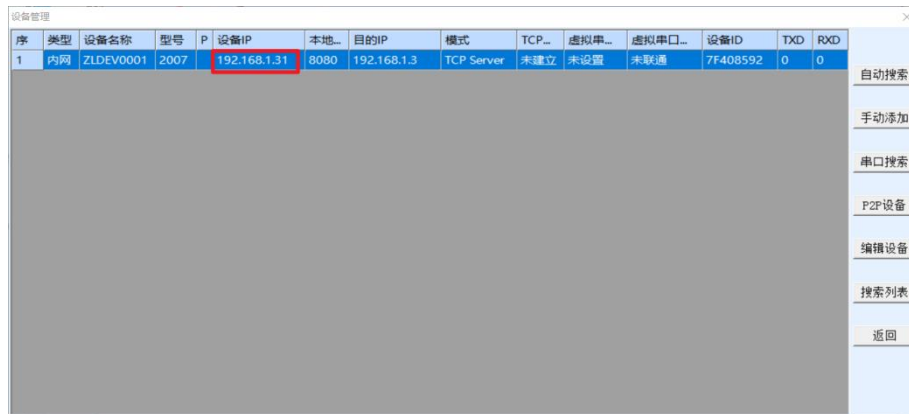 设备管理
序 类型 设备名称 型号 P 设备IP 本地... 目的IP 模式 TCP... 虚拟串... 虚拟串口... 设备ID TXD RXD
1 内网 ZLDEV0001 2007 192.168.1.31 8080 192.168.1.3 TCP Server 未建立 未设置 未联通 7F408592 0 0
自动搜索
手动添加
串口搜索
P2P设备
编辑设备
搜索列表
返回